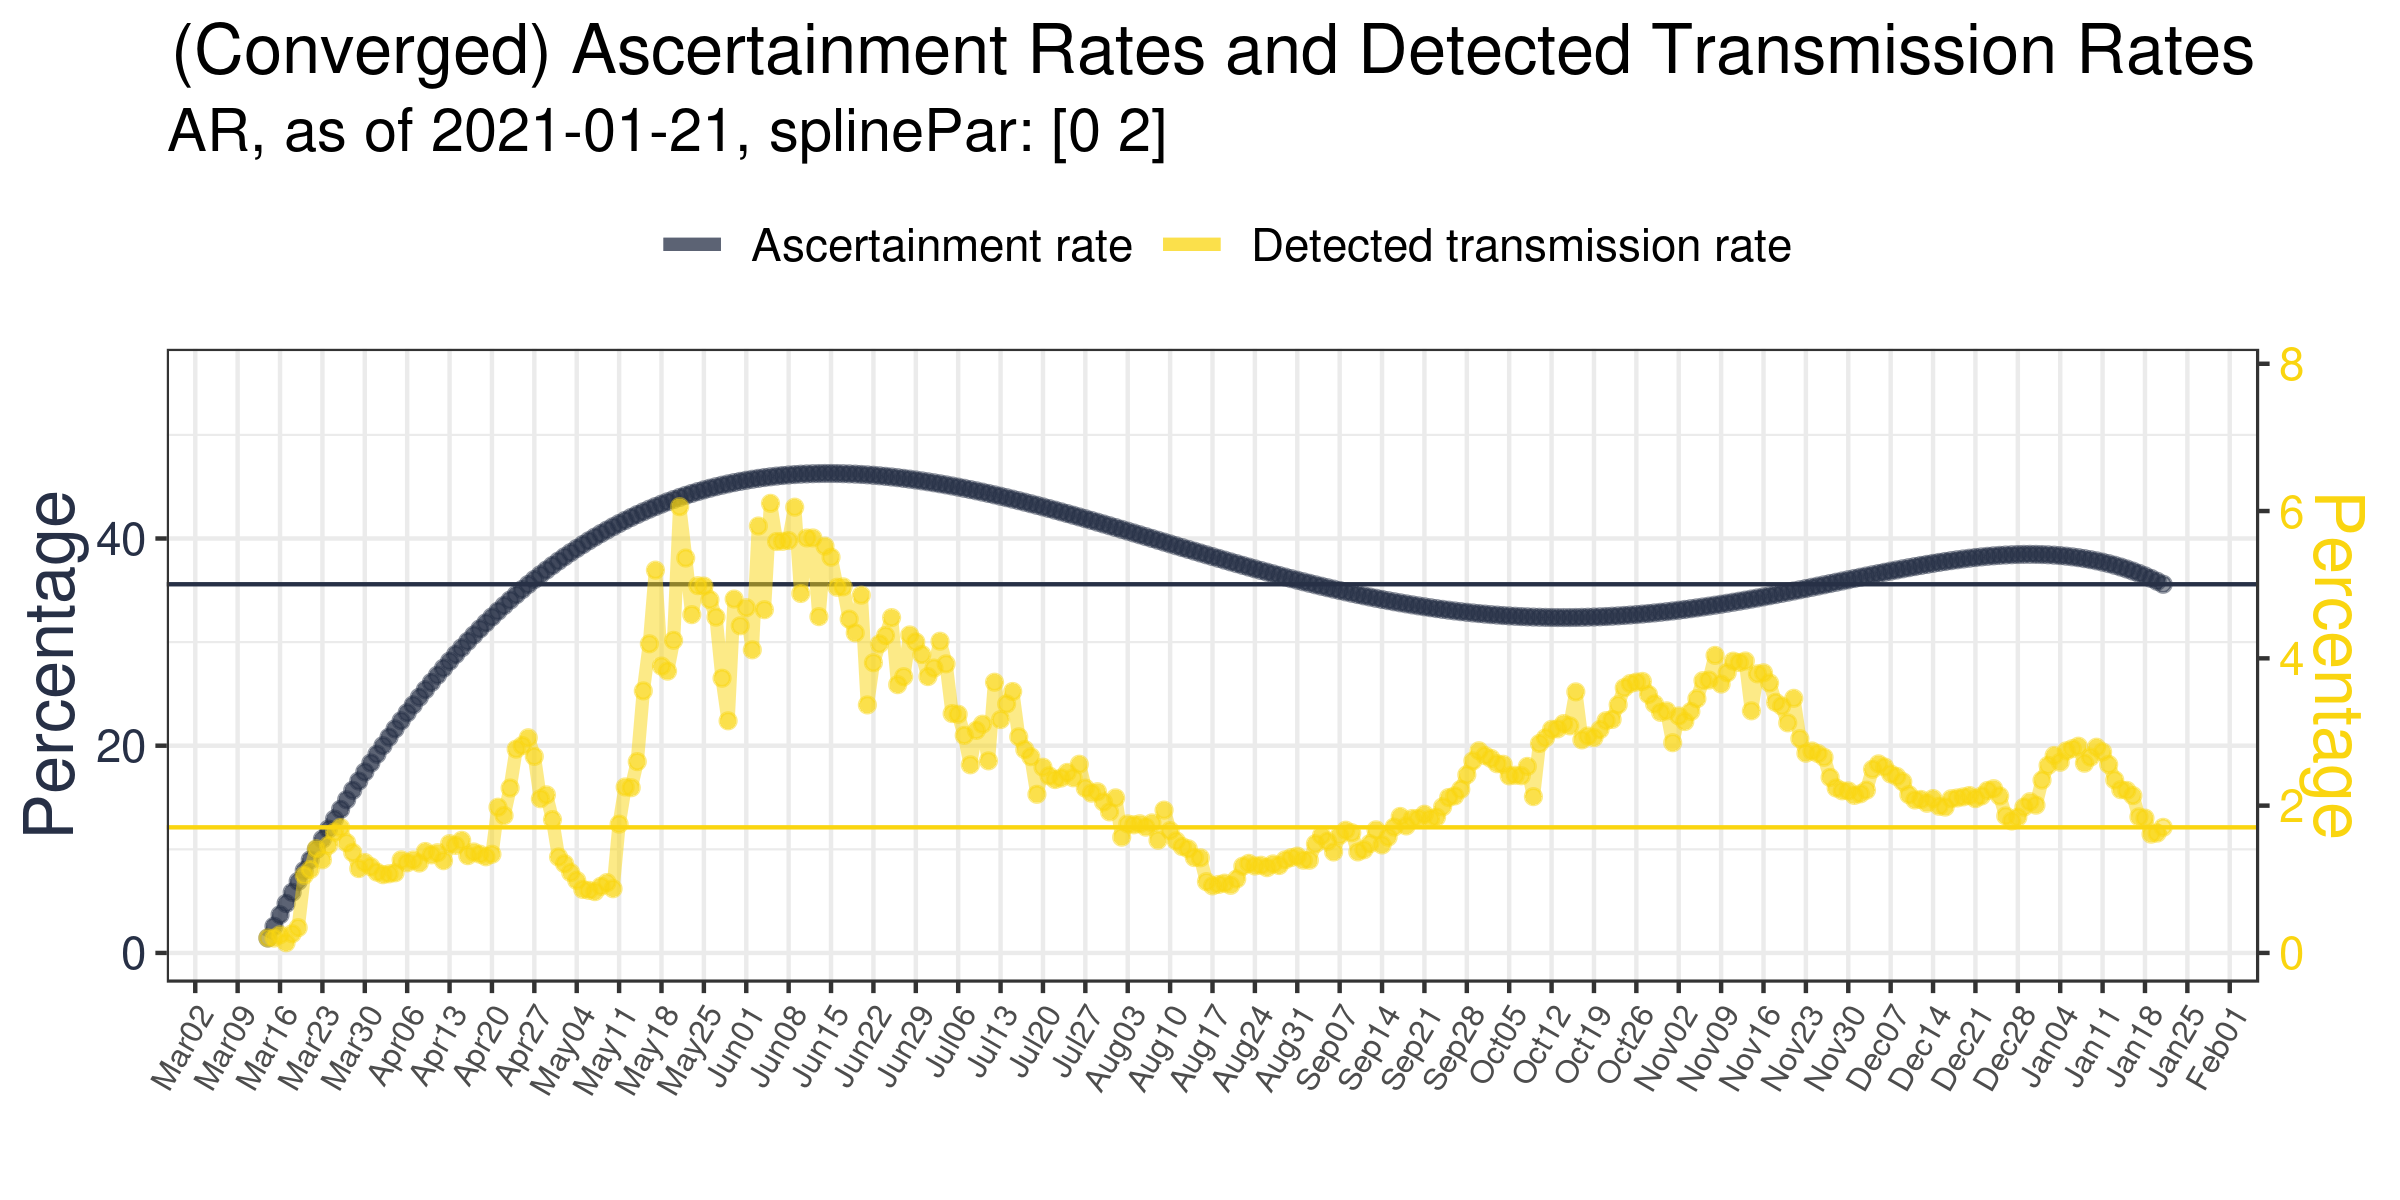 (Converged) Ascertainment Rates and Detected Transmission Rates
AR, as of 2021-01-21, splinePar: [0 2]
Ascertainment rate Detected transmission rate
Percentage
40
20
0
8
6
4
2
0
Percentage
Mar02 Mar09 Mar16 Mar23 Mar30 Apr06 Apr13 Apr20 Apr27 May04 May11 May18 May25 Jun01 Jun08 Jun15 Jun22 Jun29 Jul06 Jul13 Jul20 Jul27 Aug03 Aug10 Aug17 Aug24 Aug31 Sep07 Sep14 Sep21 Sep28 Oct05 Oct12 Oct19 Oct26 Nov02 Nov09 Nov16 Nov23 Nov30 Dec07 Dec14 Dec21 Dec28 Jan04 Jan11 Jan18 Jan25 Feb01